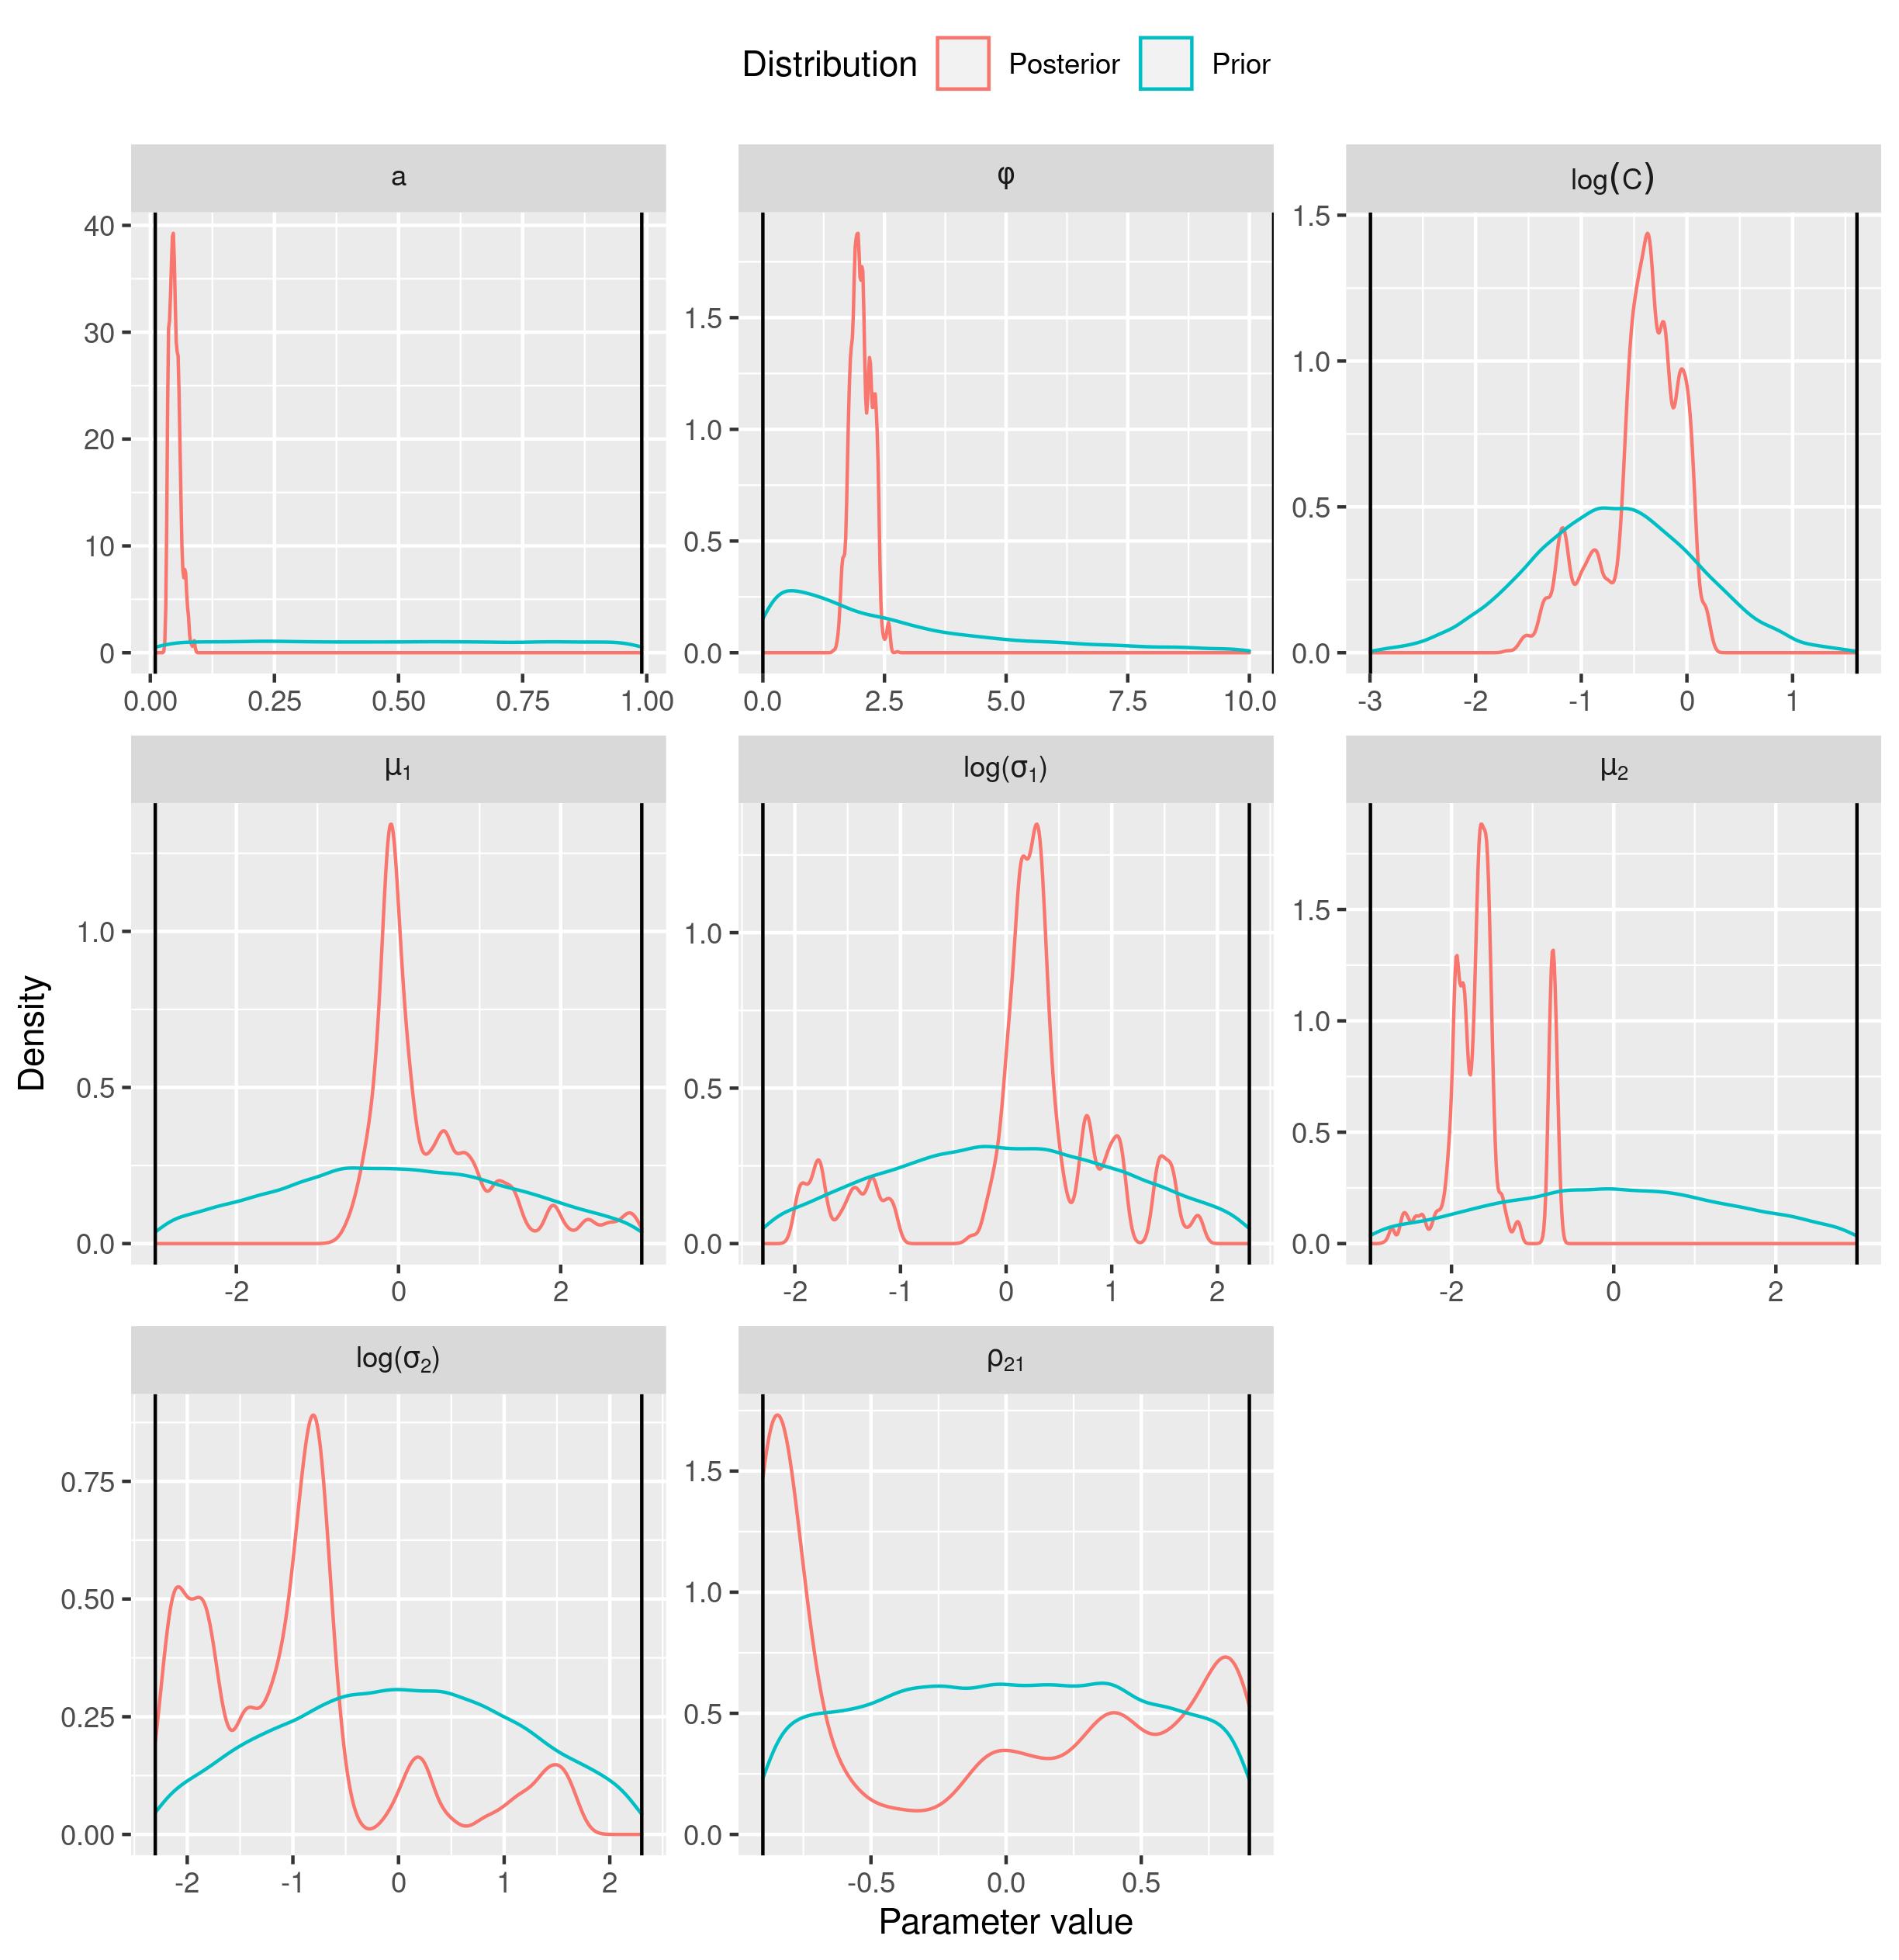 Distribution Posterior Prior
a φ log(C)
40 30 20 10 0
1.5 1.0 0.5 0.0
1.5 1.0 0.5 0.0
0.00 0.25 0.50 0.75 1.00
0.0 2.5 5.0 7.5 10.0
-3 -2 -1 0 1
μ₁ log(σ₁) μ₂
1.0 0.5 0.0
1.0 0.5 0.0
1.5 1.0 0.5 0.0
-2 0 2
-2 -1 0 1 2
-2 0 2
Density
log(σ₂) ρ₂₁
0.75 0.50 0.25 0.00
1.5 1.0 0.5 0.0
-2 -1 0 1 2
-0.5 0.0 0.5
Parameter value